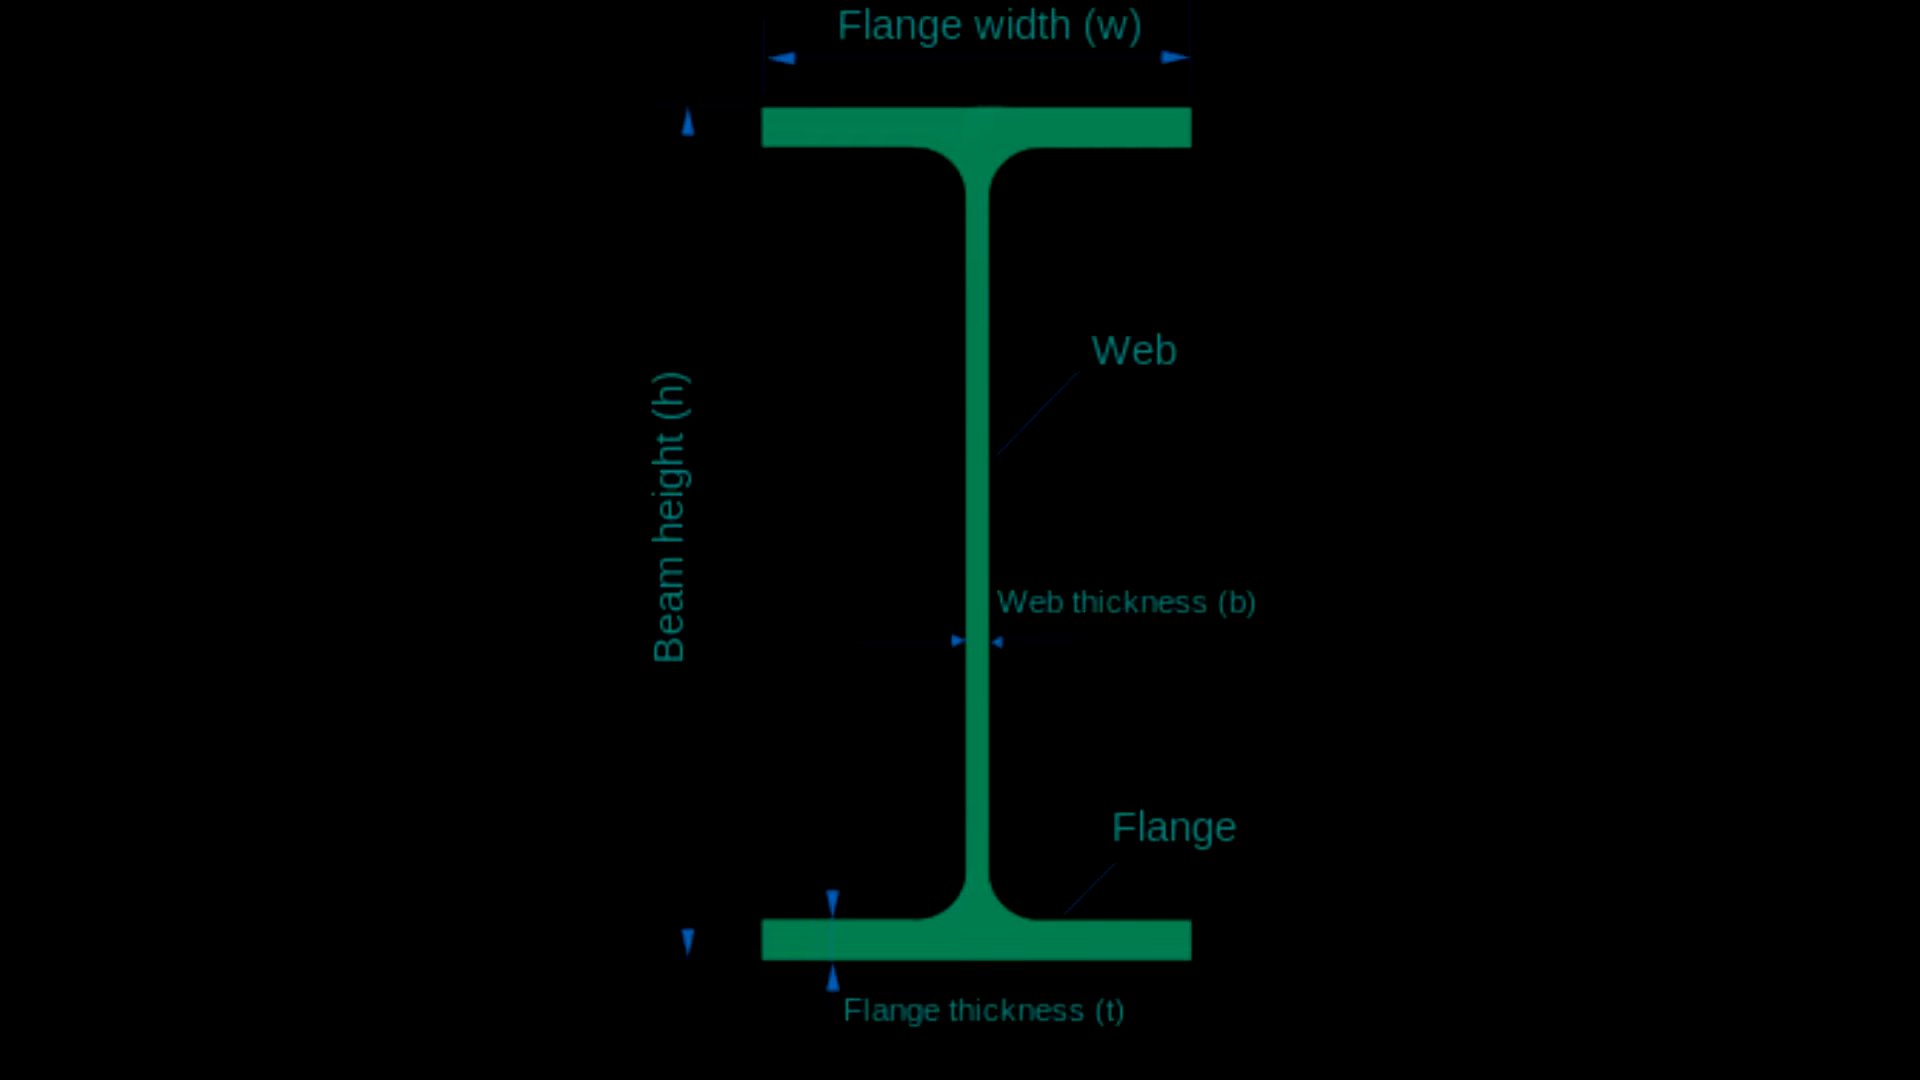 Flange width (w)
Web
Beam height (h)
Web thickness (b)
Flange
Flange thickness (t)